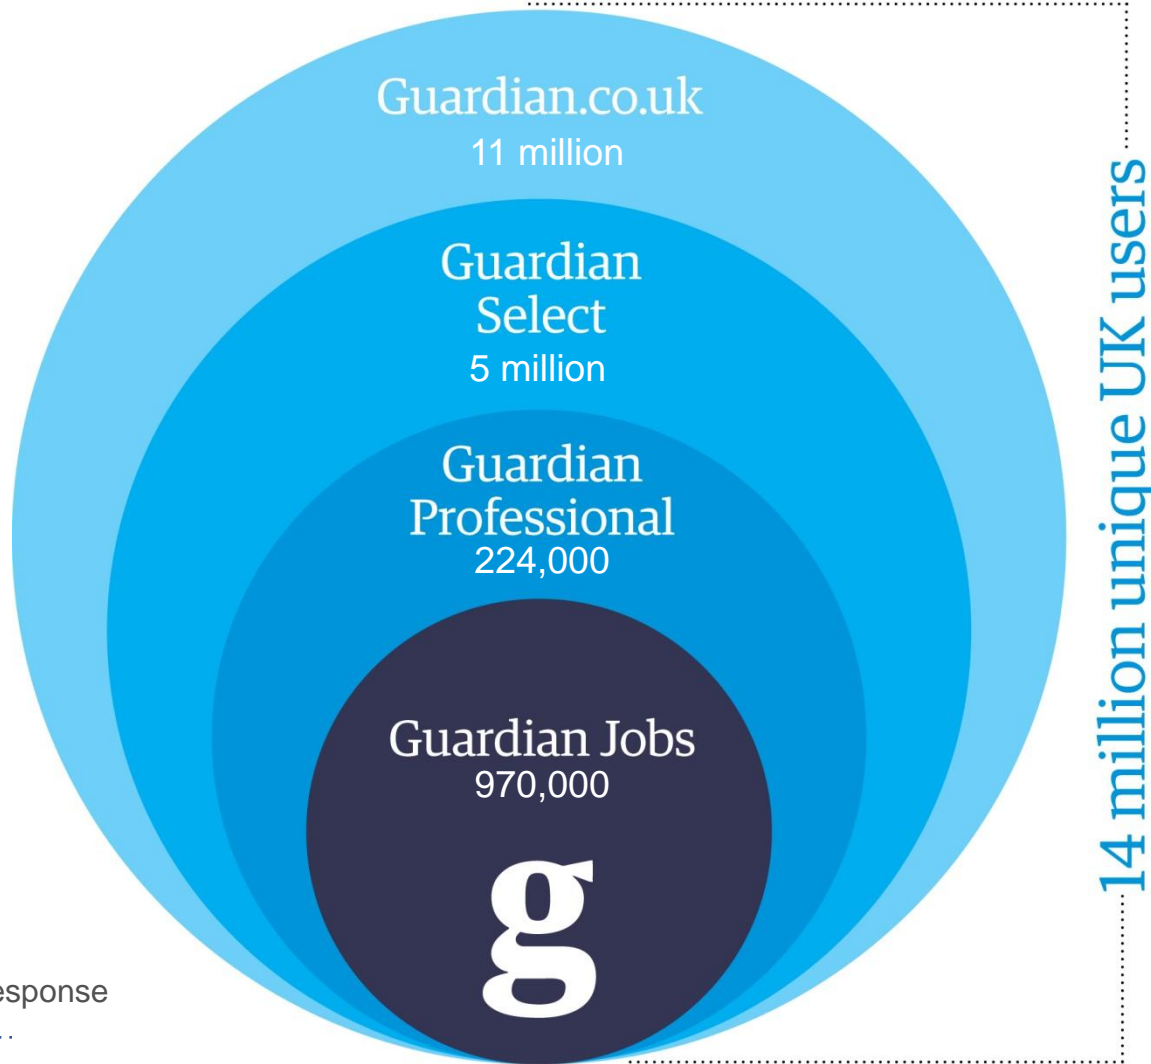 Guardian.co.uk
11 million
Guardian
Select
5 million
Guardian
Professional
224,000
Guardian Jobs
970,000
g
14 million unique UK users